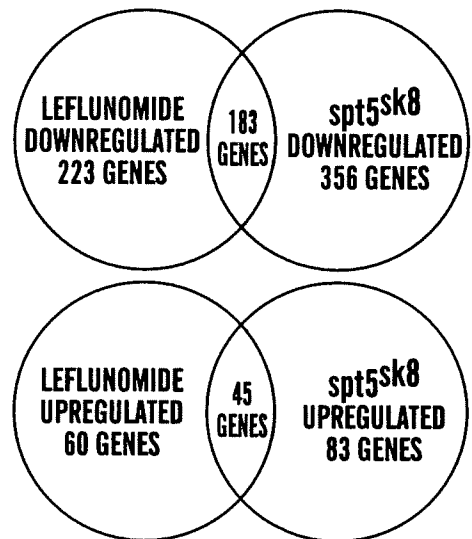 LEFLUNOMIDE
DOWNREGULATED
223 GENES
183
GENES
spt5sk8
DOWNREGULATED
356 GENES
LEFLUNOMIDE
UPREGULATED
60 GENES
45
GENES
spt5sk8
UPREGULATED
83 GENES